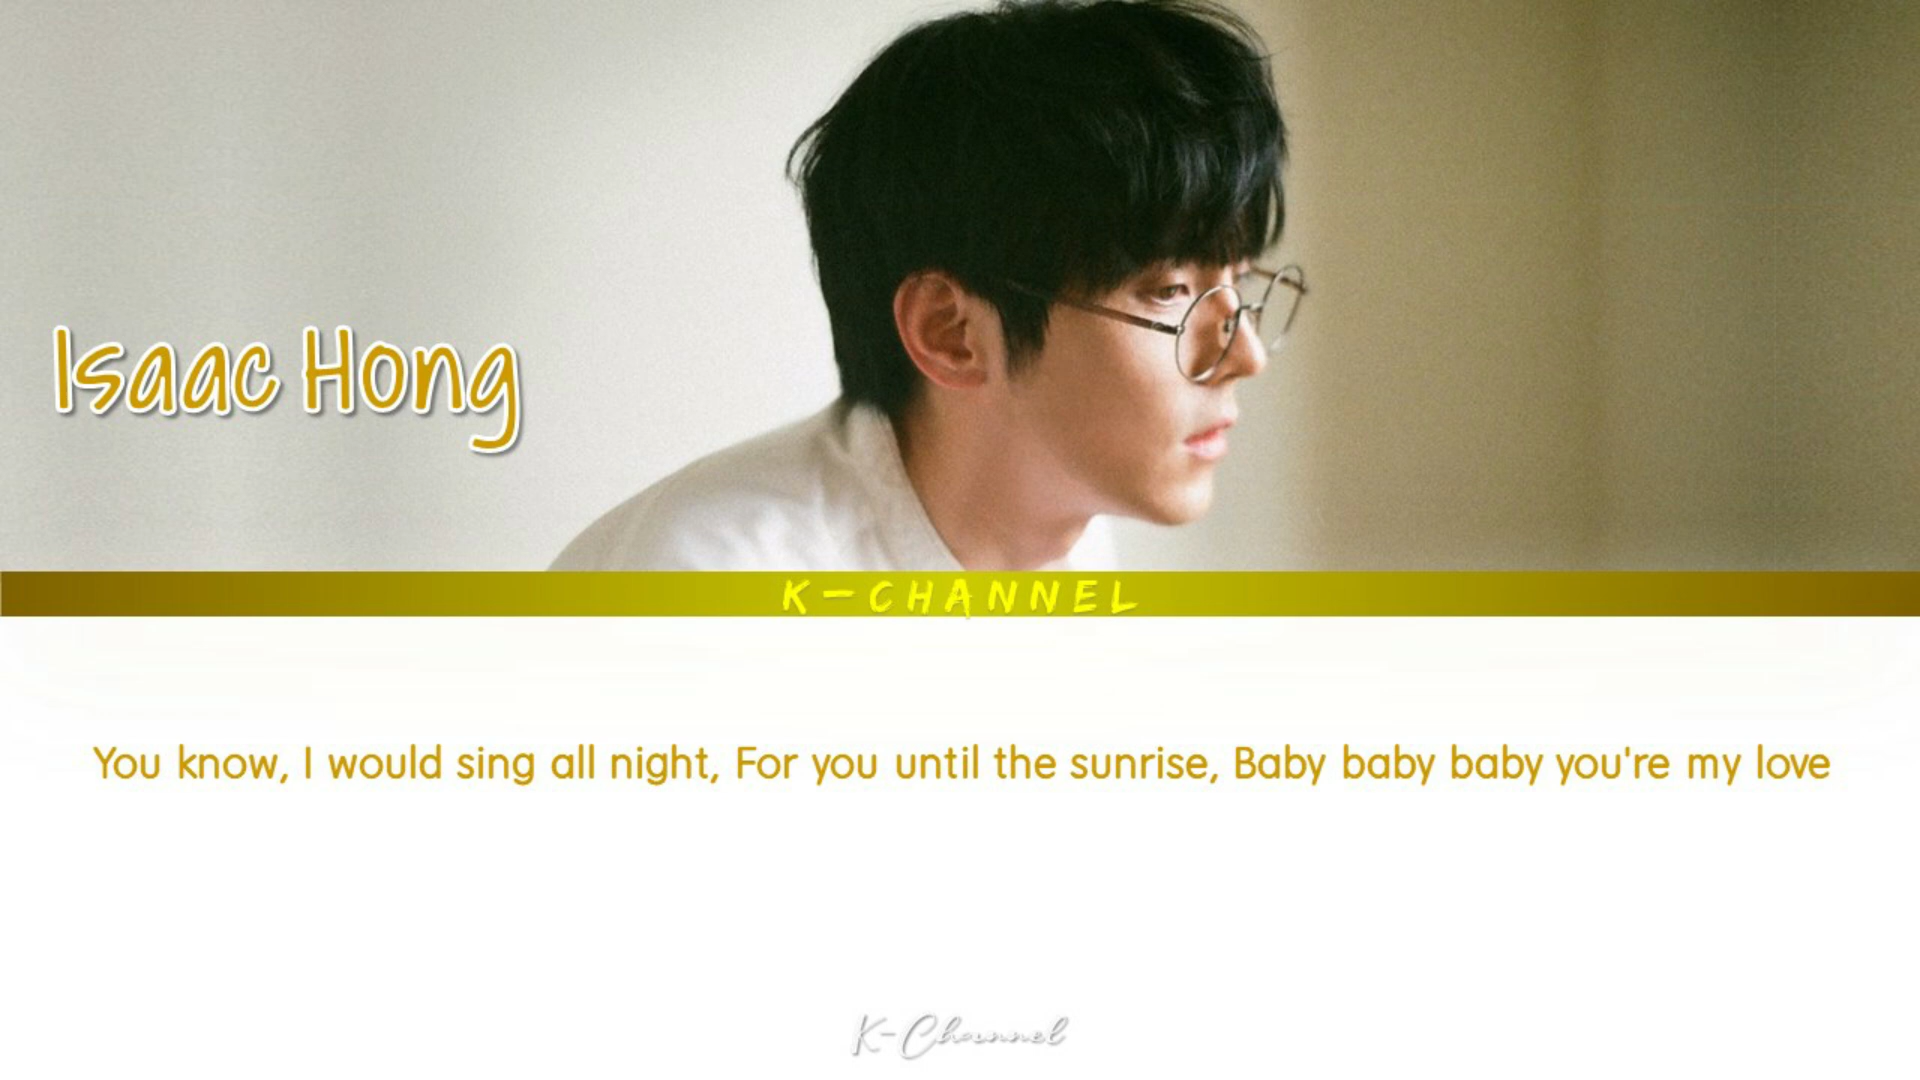 Isaac Hong
K-CHANNEL
You know, I would sing all night, For you until the sunrise, Baby baby baby you're my love
K-Channel